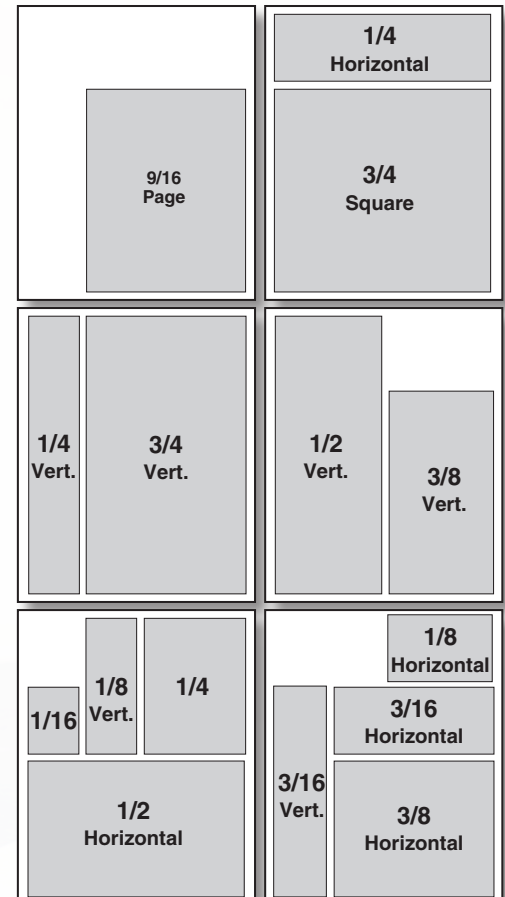 9/16
Page
1/4
Horizontal
3/4
Square
1/4
Vert.
3/4
Vert.
1/2
Vert.
3/8
Vert.
1/16
1/8
Vert.
1/4
1/2
Horizontal
1/8
Horizontal
3/16
Horizontal
3/16
Vert.
3/8
Horizontal